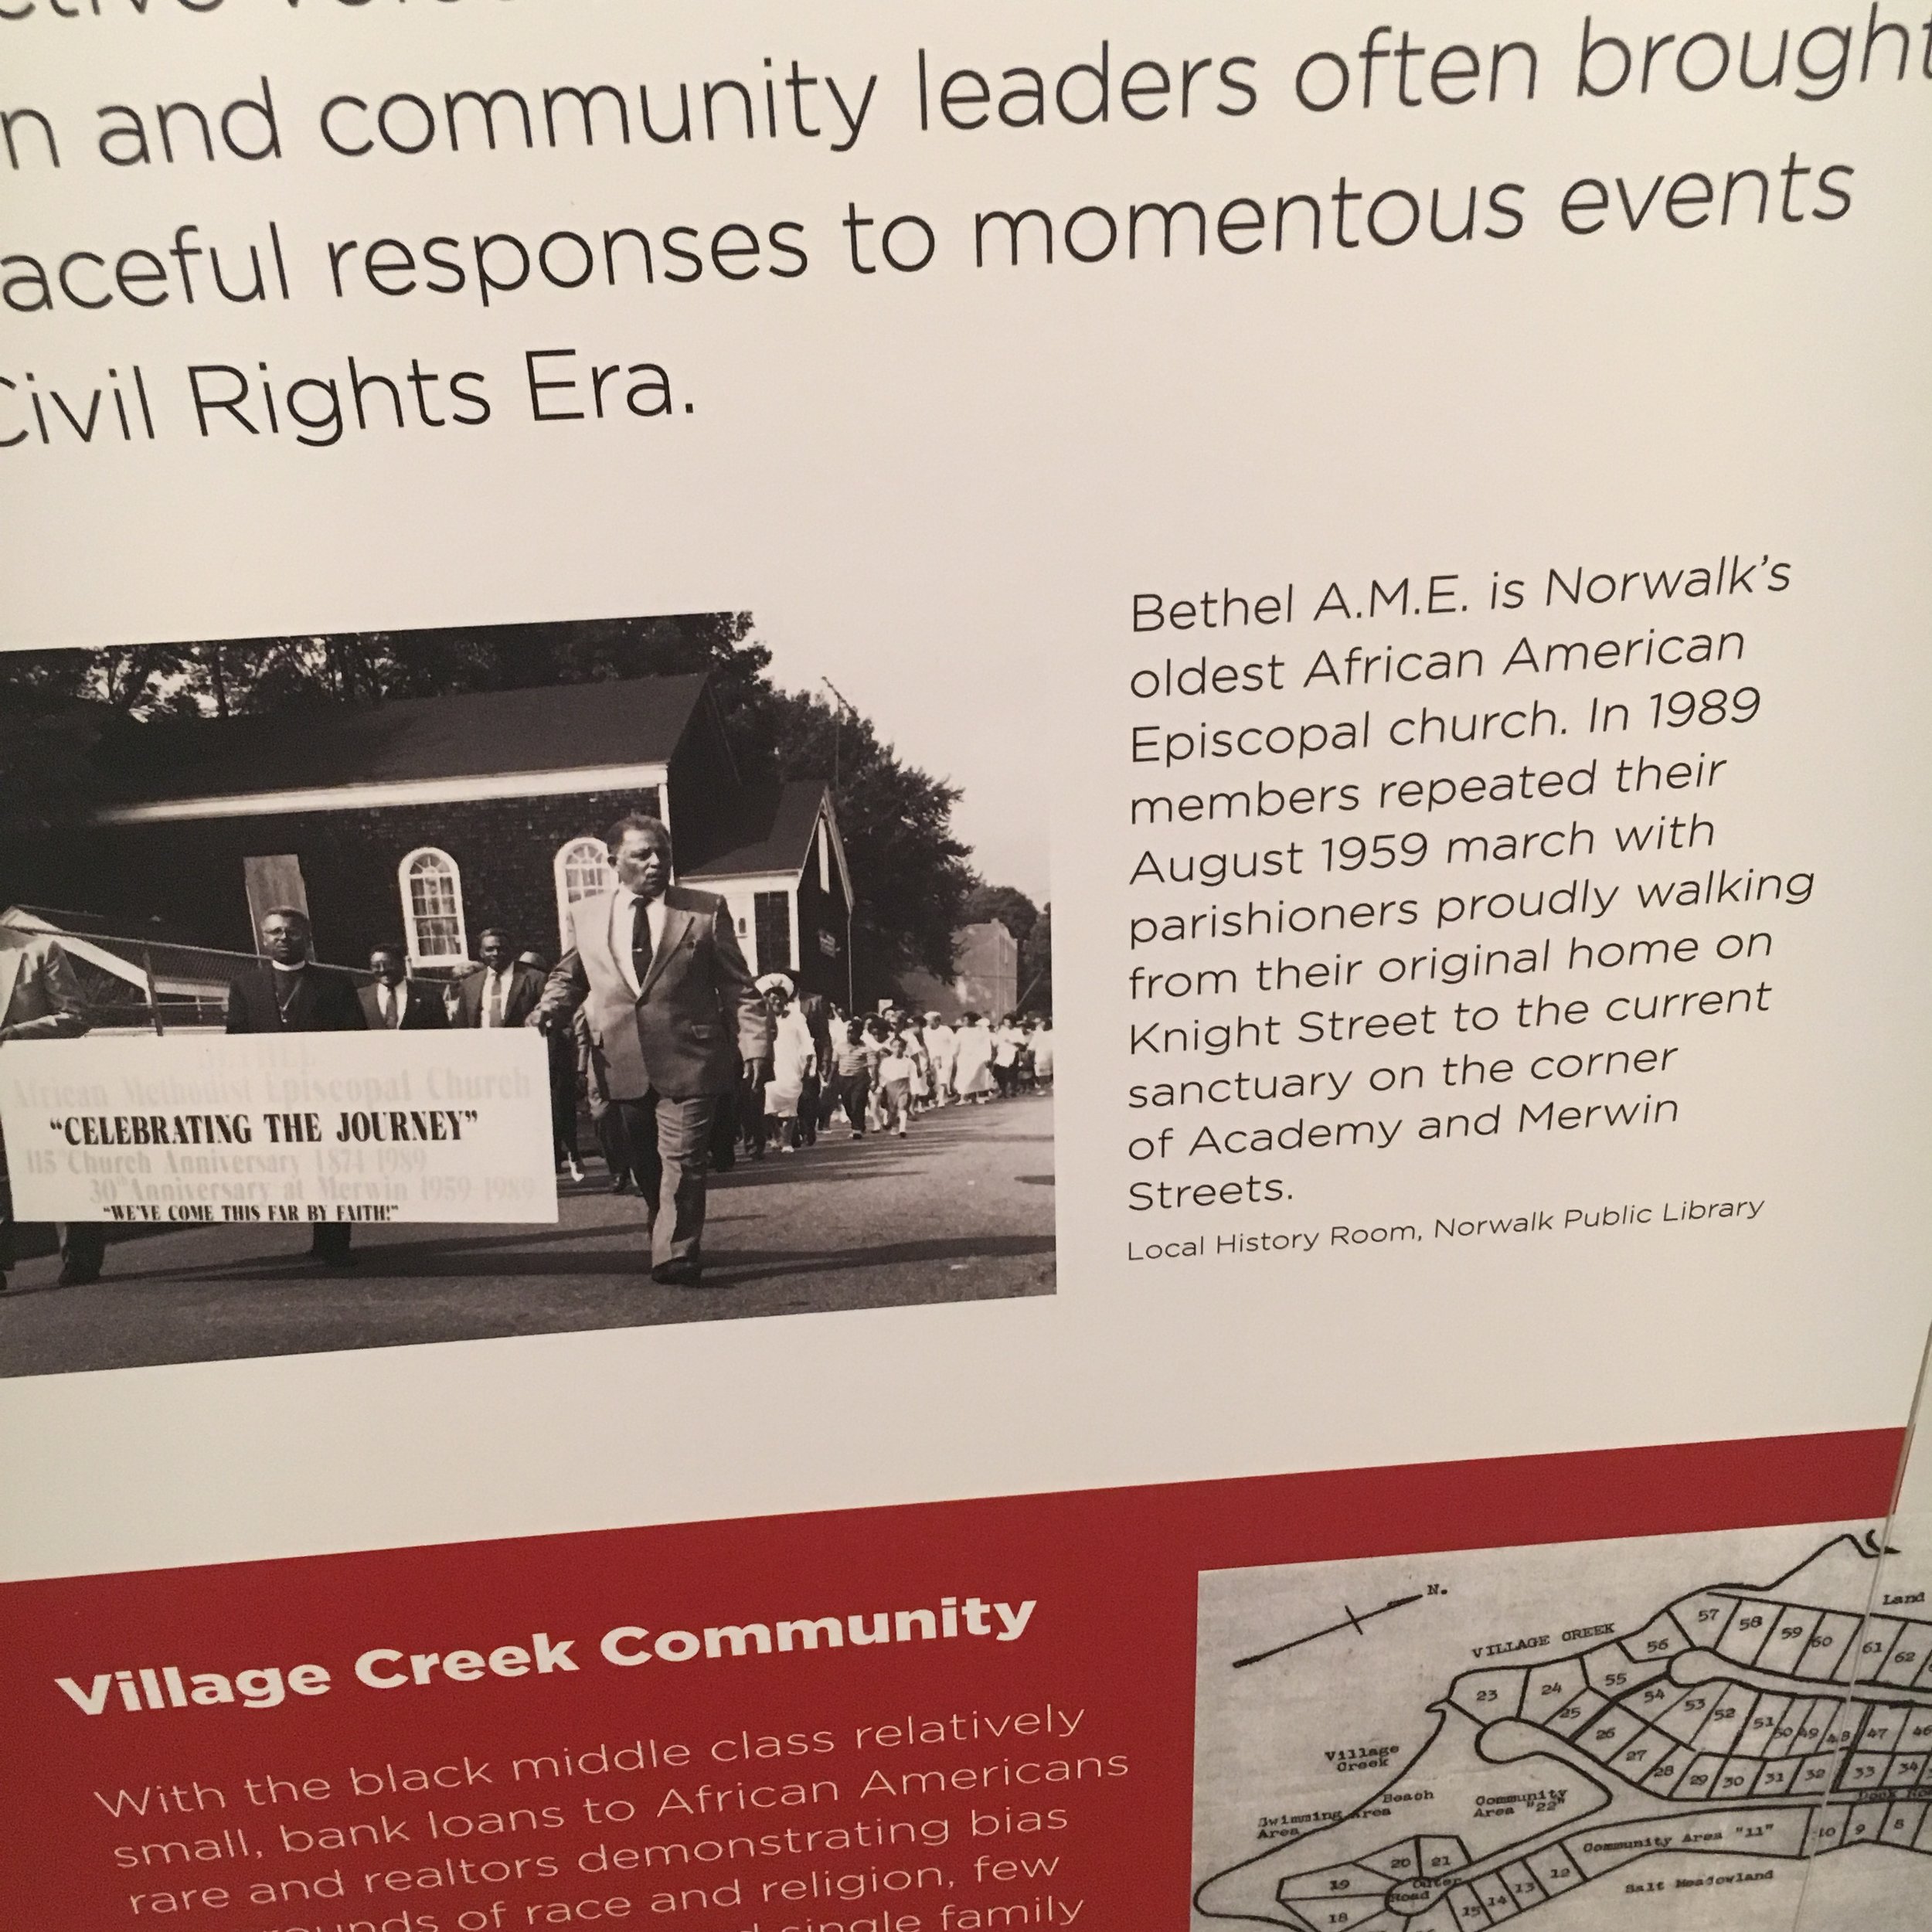 n and community leaders often brought
aceful responses to momentous events
Civil Rights Era.
Bethel A.M.E. is Norwalk's
oldest African American
Episcopal church. In 1989
members repeated their
August 1959 march with
parishioners proudly walking
from their original home on
Knight Street to the current
sanctuary on the corner
of Academy and Merwin
Streets.
Local History Room, Norwalk Public Library
African Methodist Episcopal Church
"CELEBRATING THE JOURNEY"
115 Church Anniversary 1874-1989
30th Anniversary at Merwin 1959-1989
"WE'VE COME THIS FAR BY FAITH!"
Village Creek Community
With the black middle class relatively
small, bank loans to African Americans
rare and realtors demonstrating bias
of race and religion, few
single family
N.
Land
VILLAGE CREEK
57 58 59 60 61 62
56
55
23 24 25 54 53 52 51 50 49 48 47 46
26 27 28 29 30 31 32 33 34
Village
Creek
Beach
Swimming Area
Area
Community
Area "22"
Community Area "11"
10 9 8
Salt Meadowland
20 21
19
Outer
Road
18
15 14 13 12